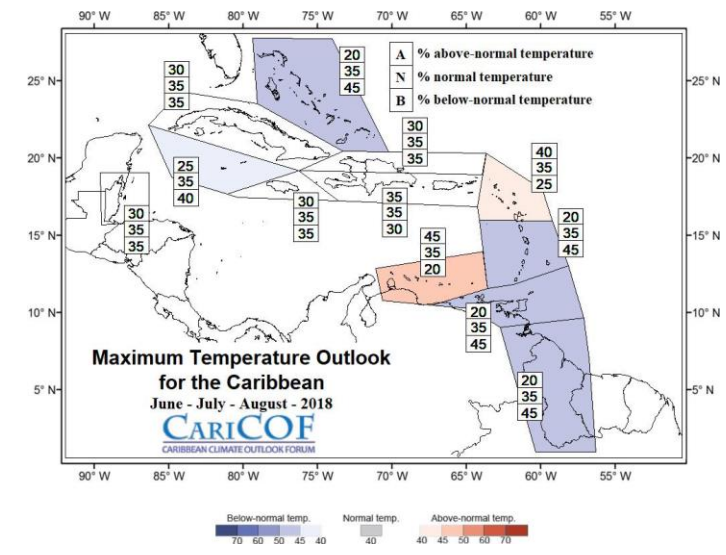 90° W 85° W 80° W 75° W 70° W 65° W 60° W 55° W
A % above-normal temperature
N % normal temperature
B % below-normal temperature
25° N
25° N
20
35
45
30
35
35
30
35
35
20° N
20° N
40
35
25
25
35
40
30
35
35
30
35
35
35
35
30
20
35
45
15° N
15° N
45
35
20
10° N
10° N
20
35
45
Maximum Temperature Outlook
for the Caribbean
June - July - August - 2018
CARICOF
CARIBBEAN CLIMATE OUTLOOK FORUM
5° N
5° N
20
35
45
90° W 85° W 80° W 75° W 70° W 65° W 60° W 55° W
Below-normal temp. Normal temp. Above-normal temp.
70 60 50 45 40 40 40 45 50 60 70